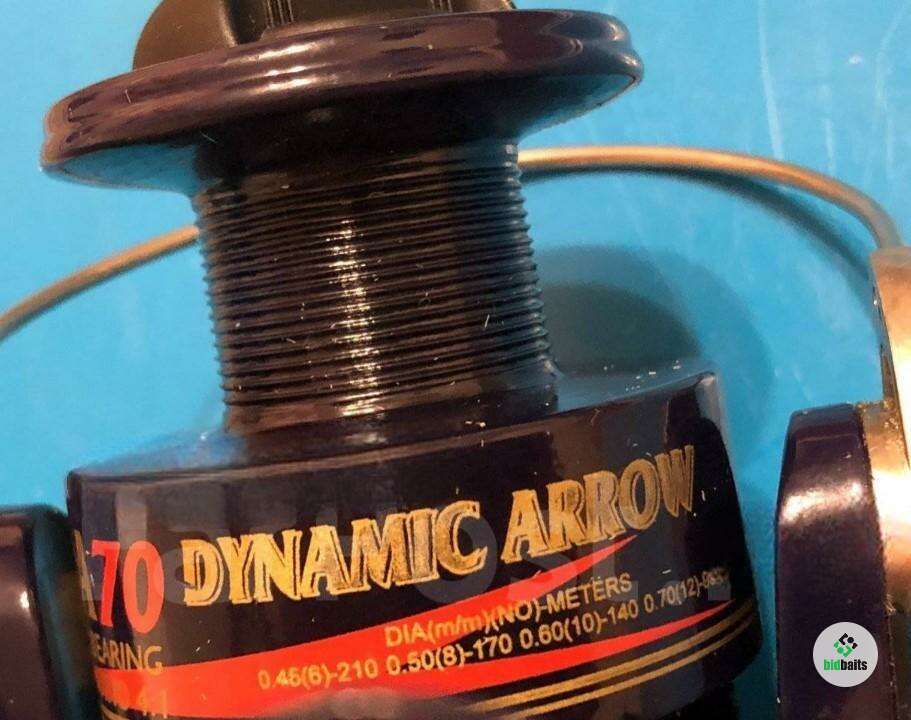 70 DYNAMIC ARROW
DIA(m/m)(NO)-METERS
0.45(6)-210 0.50(8)-170 0.60(10)-140 0.70(12)-
EARING
bidbaits